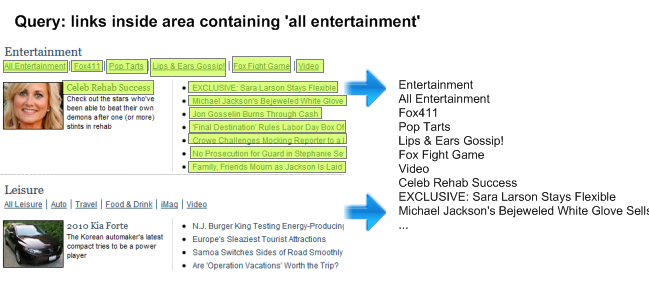 Query: links inside area containing 'all entertainment'
Entertainment
All Entertainment | Fox411 | Pop Tarts | Lips & Ears Gossip! | Fox Fight Game | Video
Celeb Rehab Success
Check out the stars who've
been able to beat their own
demons after one (or more)
stints in rehab
• EXCLUSIVE: Sara Larson Stays Flexible
• Michael Jackson's Bejeweled White Glove
• Jon Gosselin Burns Through Cash
• 'Final Destination' Rules Labor Day Box Of
• Crowe Challenges Mocking Reporter to a
• No Prosecution for Guard in Stephanie Se
• Family, Friends Mourn as Jackson Is Laid
Leisure
All Leisure | Auto | Travel | Food & Drink | iMag | Video
2010 Kia Forte
The Korean automaker's latest
compact tries to be a power
player
• N.J. Burger King Testing Energy-Producing
• Europe's Sleaziest Tourist Attractions
• Samoa Switches Sides of Road Smoothly
• Are 'Operation Vacations' Worth the Trip?
Entertainment
All Entertainment
Fox411
Pop Tarts
Lips & Ears Gossip!
Fox Fight Game
Video
Celeb Rehab Success
EXCLUSIVE: Sara Larson Stays Flexible
Michael Jackson's Bejeweled White Glove Sells
...